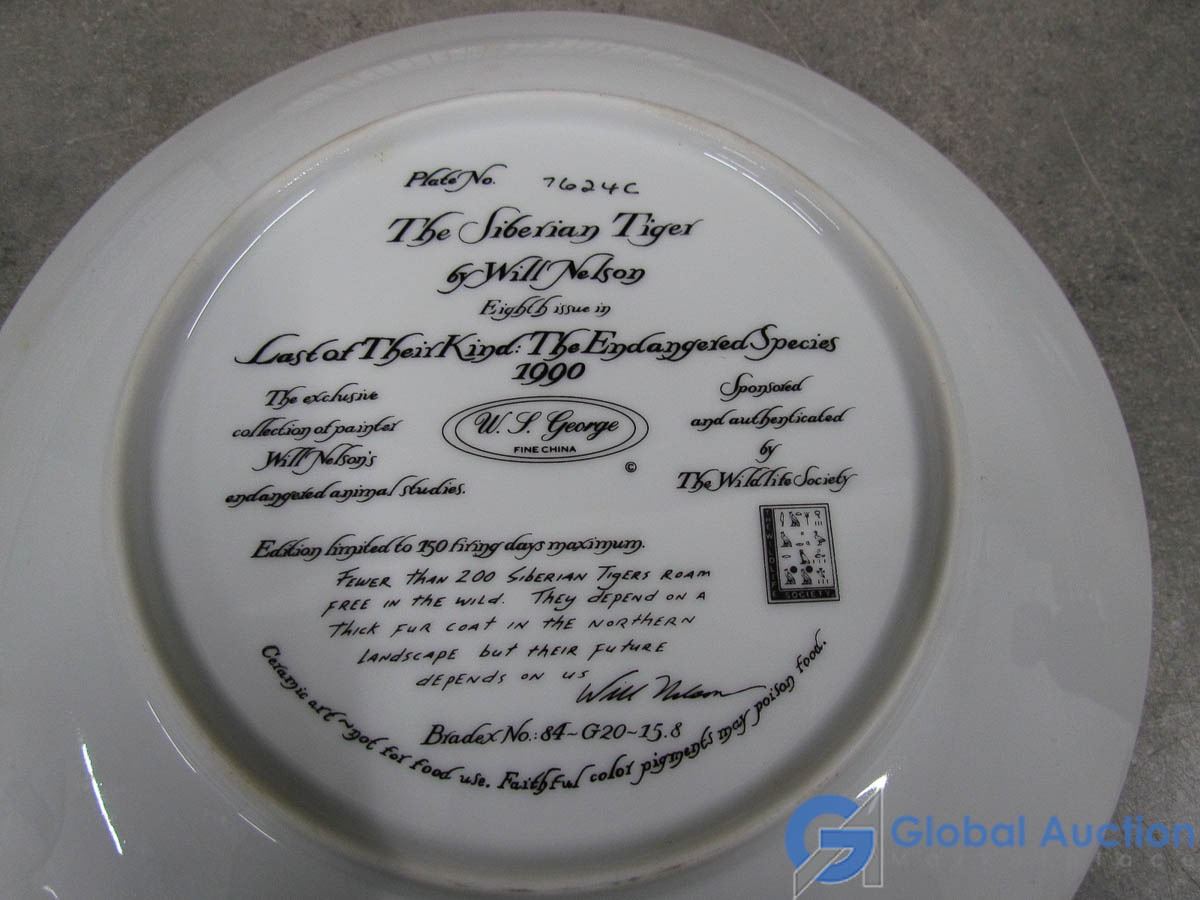 Plate No. 7624C
The Siberian Tiger
by Will Nelson
Eighth issue in
Last of Their Kind: The Endangered Species
1990
The exclusive
collection of painter
Will Nelson's
endangered animal studies.
W. S. George
FINE CHINA
©
Sponsored
and authenticated
by
The Wildlife Society
THE WILDLIFE SOCIETY
Edition limited to 150 firing days maximum.
FEWER THAN 200 SIBERIAN TIGERS ROAM
FREE IN THE WILD. THEY DEPEND ON A
THICK FUR COAT IN THE NORTHERN
LANDSCAPE BUT THEIR FUTURE
DEPENDS ON US
Will Nelson
Bradex No.: 84-G20-15.8
Ceramic art ~ not for food use. Faithful color pigments may poison food.
Global Auction
Marketplace